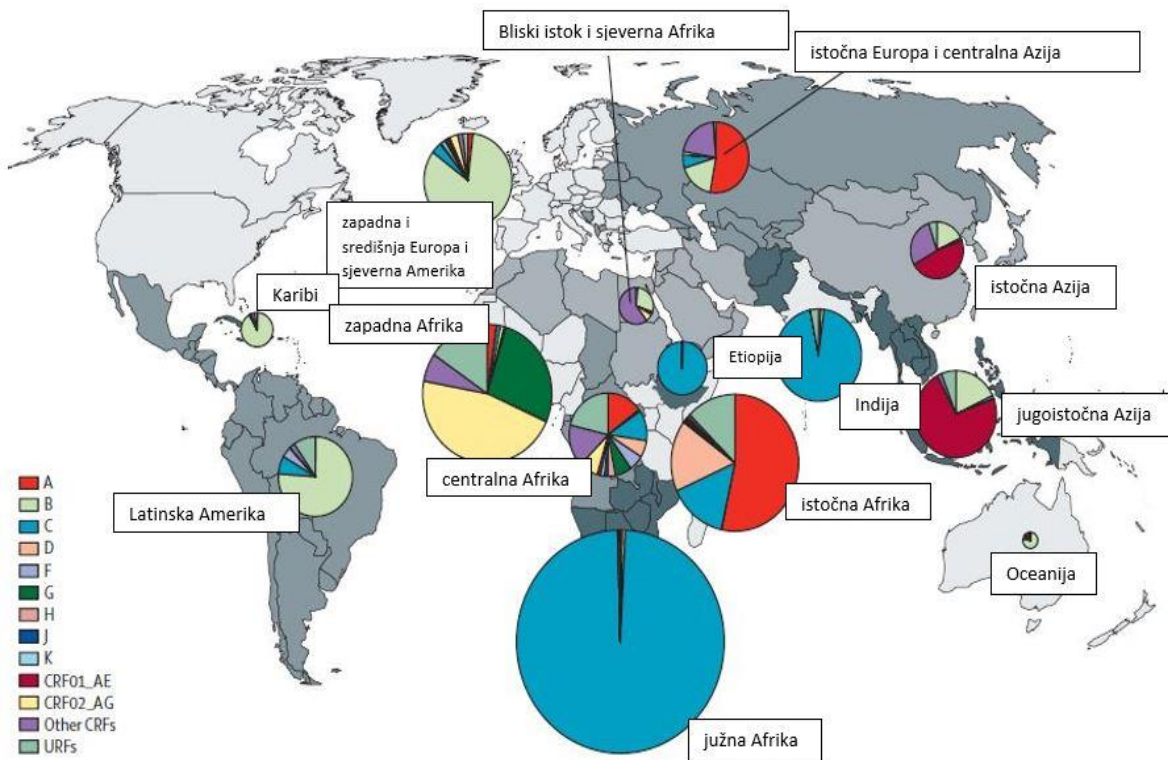 Bliski istok i sjeverna Afrika
istočna Europa i centralna Azija
zapadna i
središnja Europa i
sjeverna Amerika
Karibi
zapadna Afrika
istočna Azija
Etiopija
Indija
jugoistočna Azija
centralna Afrika
istočna Afrika
Latinska Amerika
Oceanija
južna Afrika
A
B
C
D
F
G
H
J
K
CRF01_AE
CRF02_AG
Other CRFs
URFs